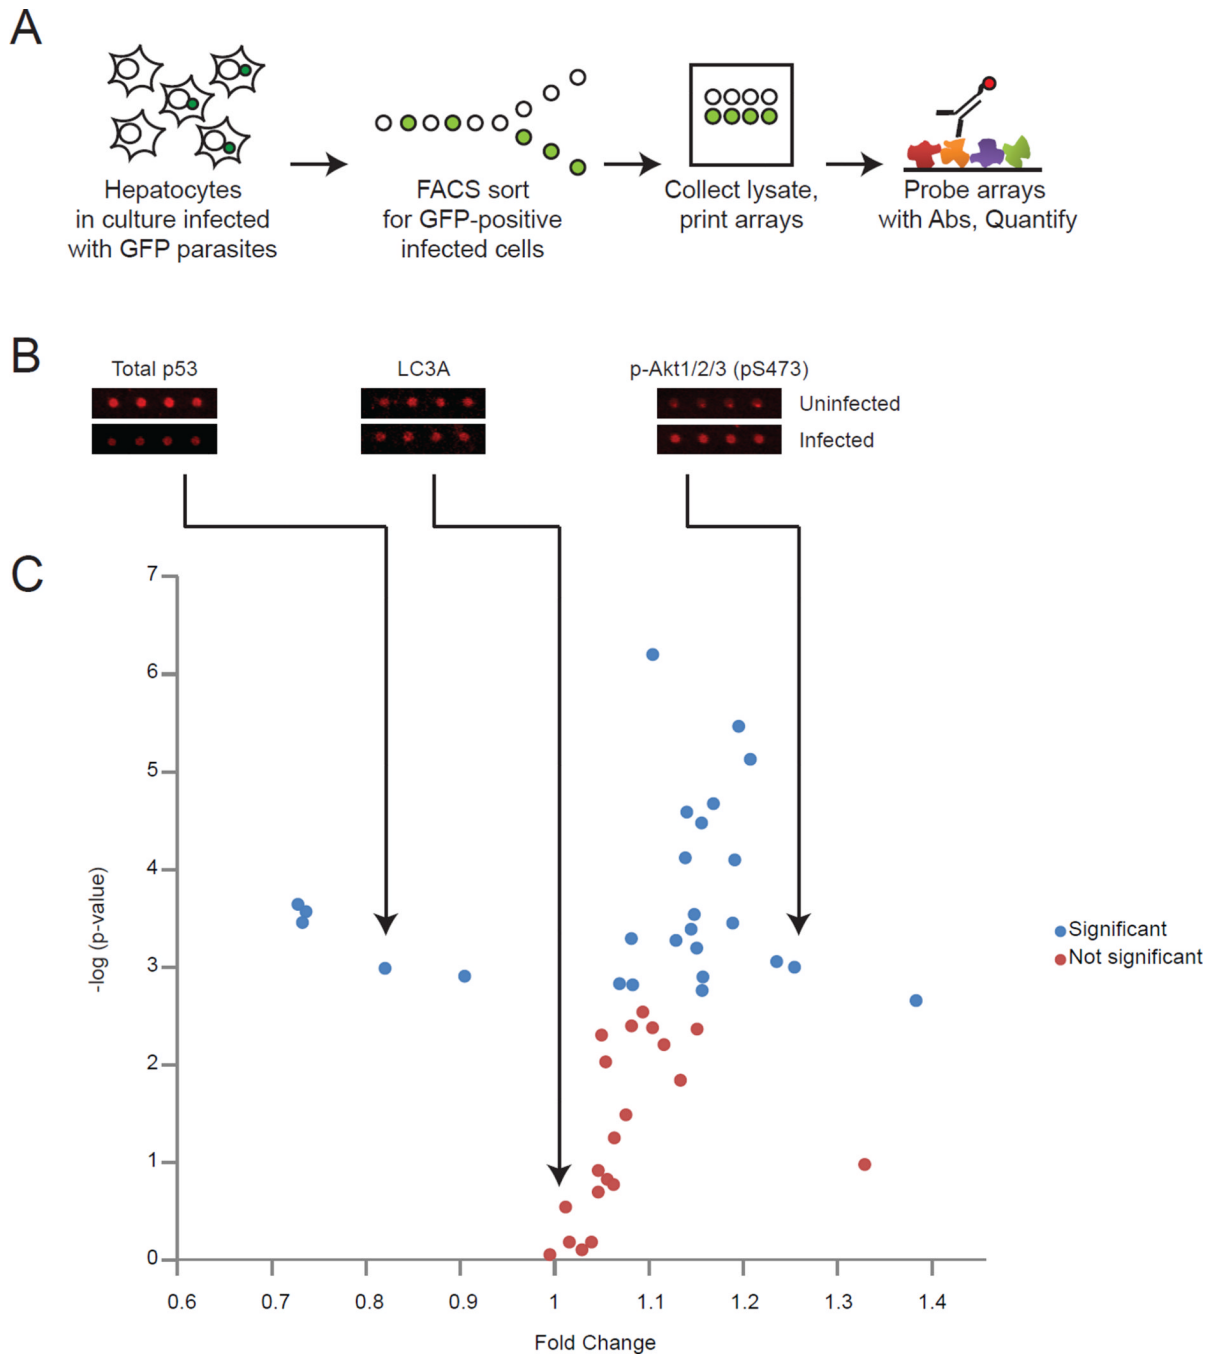 A
Hepatocytes
in culture infected
with GFP parasites
FACS sort
for GFP-positive
infected cells
Collect lysate,
print arrays
Probe arrays
with Abs, Quantify
B
Total p53
LC3A
p-Akt1/2/3 (pS473)
Uninfected
Infected
C
7
6
5
4
3
2
1
0
-log (p-value)
0.6 0.7 0.8 0.9 1 1.1 1.2 1.3 1.4
Fold Change
Significant
Not significant